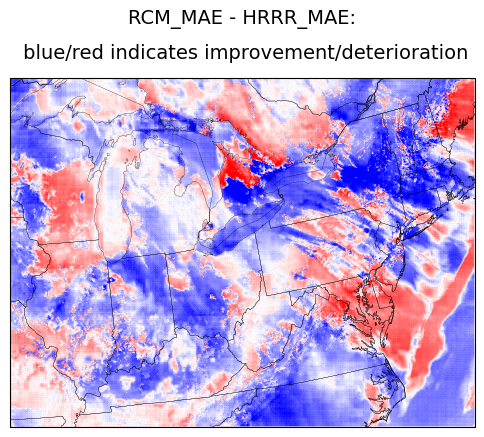 RCM_MAE - HRRR_MAE:
blue/red indicates improvement/deterioration